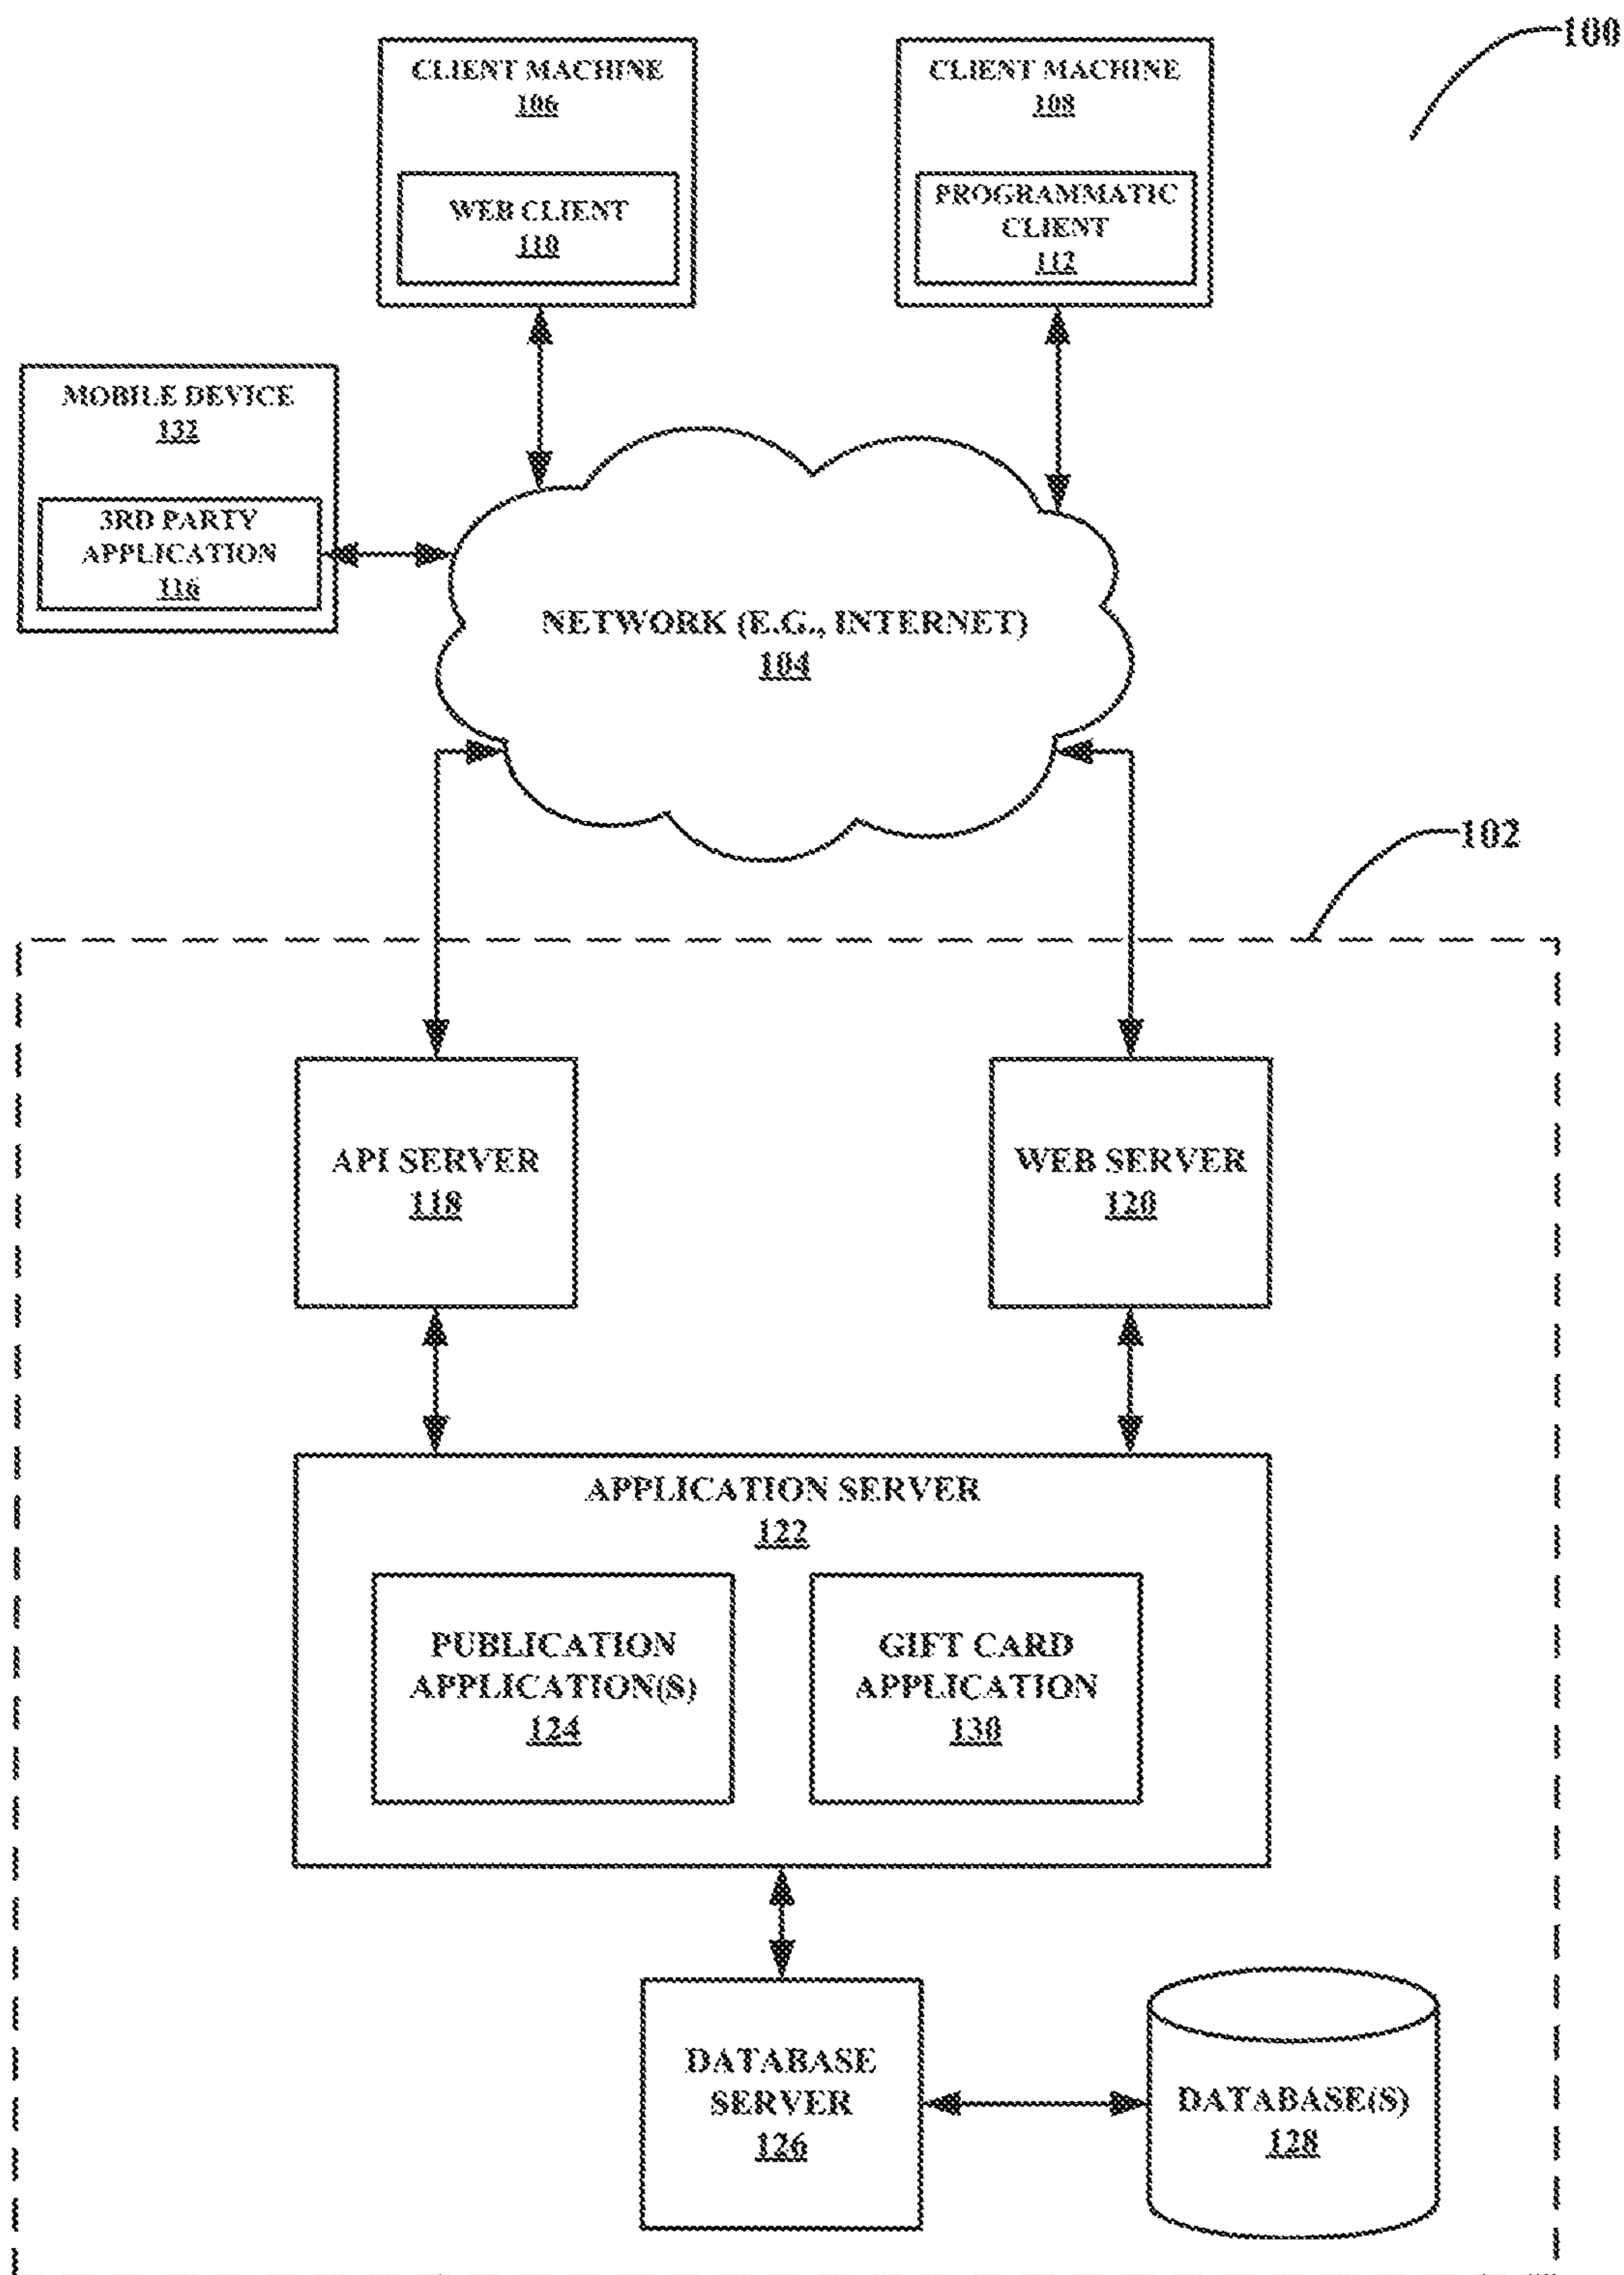 100
CLIENT MACHINE
106
WEB CLIENT
110
CLIENT MACHINE
108
PROGRAMMATIC
CLIENT
112
MOBILE DEVICE
132
3RD PARTY
APPLICATION
116
NETWORK (E.G., INTERNET)
104
102
API SERVER
118
WEB SERVER
120
APPLICATION SERVER
122
PUBLICATION
APPLICATION(S)
124
GIFT CARD
APPLICATION
130
DATABASE
SERVER
126
DATABASE(S)
128